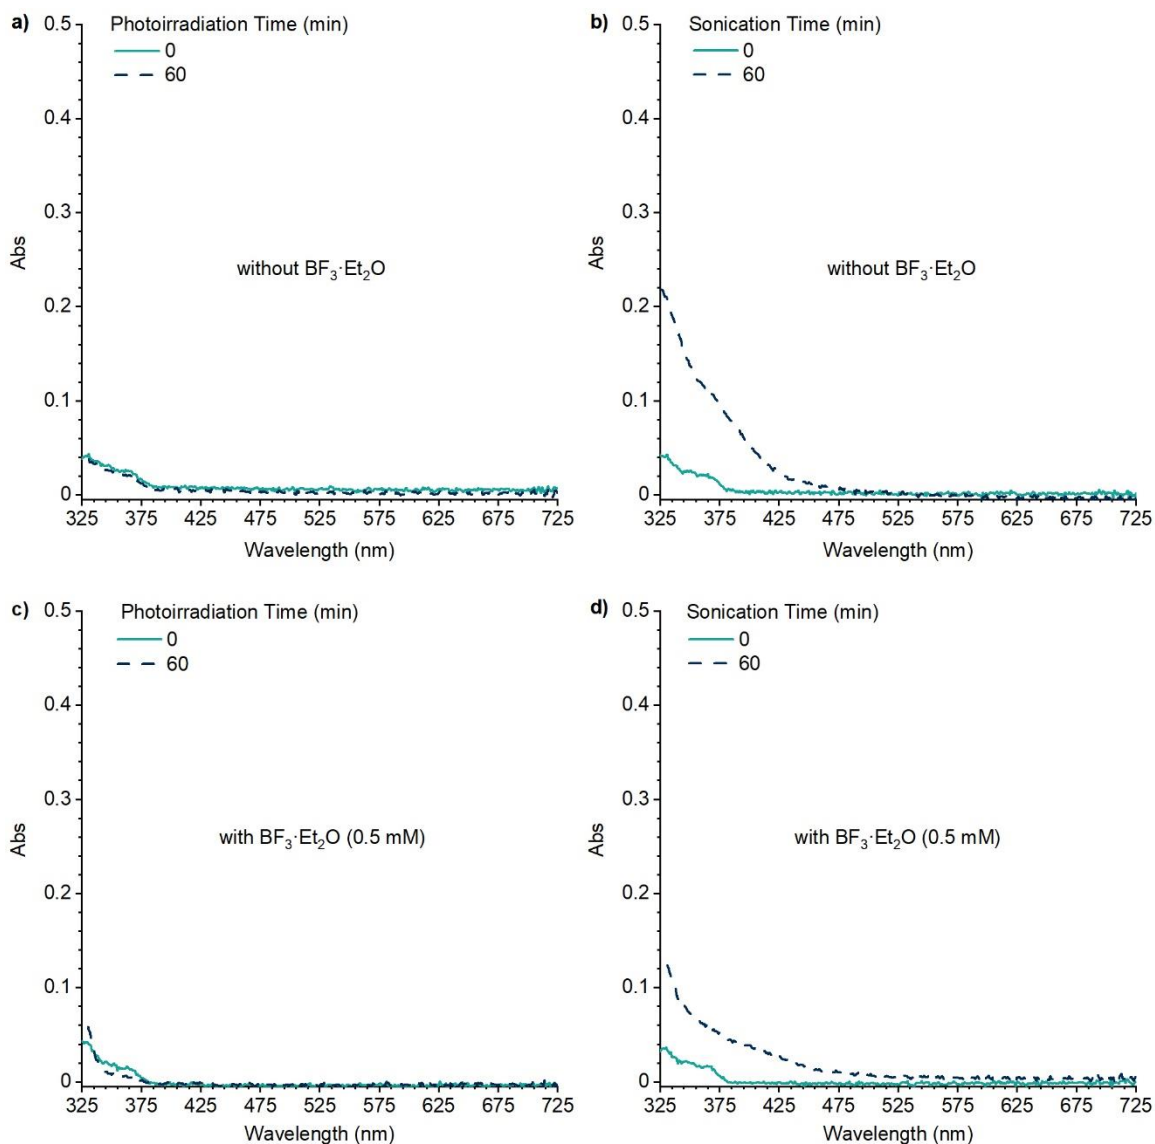 a) 0.5 Photoirradiation Time (min)
0
60
0.4
0.3
Abs
without BF₃·Et₂O
0.2
0.1
0
325 375 425 475 525 575 625 675 725
Wavelength (nm)
b) 0.5 Sonication Time (min)
0
60
0.4
0.3
Abs
without BF₃·Et₂O
0.2
0.1
0
325 375 425 475 525 575 625 675 725
Wavelength (nm)
c) 0.5 Photoirradiation Time (min)
0
60
0.4
0.3
Abs
with BF₃·Et₂O (0.5 mM)
0.2
0.1
0
325 375 425 475 525 575 625 675 725
Wavelength (nm)
d) 0.5 Sonication Time (min)
0
60
0.4
0.3
Abs
with BF₃·Et₂O (0.5 mM)
0.2
0.1
0
325 375 425 475 525 575 625 675 725
Wavelength (nm)